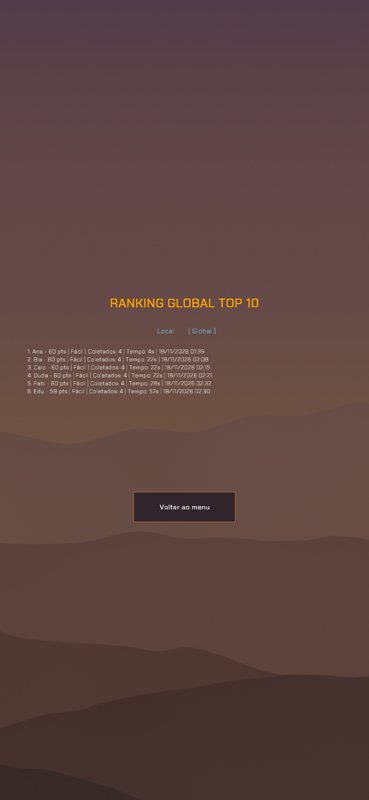 RANKING GLOBAL TOP 10
Local [ Global ]
1. Ana - 60 pts | Fácil | Coletados: 4 | Tempo: 4s | 18/11/2026 01:39
2. Bia - 60 pts | Fácil | Coletados: 4 | Tempo: 22s | 18/11/2026 02:08
3. Caio - 60 pts | Fácil | Coletados: 4 | Tempo: 22s | 18/11/2026 02:15
4. Duda - 60 pts | Fácil | Coletados: 4 | Tempo: 22s | 18/11/2026 02:21
5. Fabi - 60 pts | Fácil | Coletados: 4 | Tempo: 28s | 18/11/2026 02:32
6. Edu - 58 pts | Fácil | Coletados: 4 | Tempo: 57s | 18/11/2026 02:30
Voltar ao menu